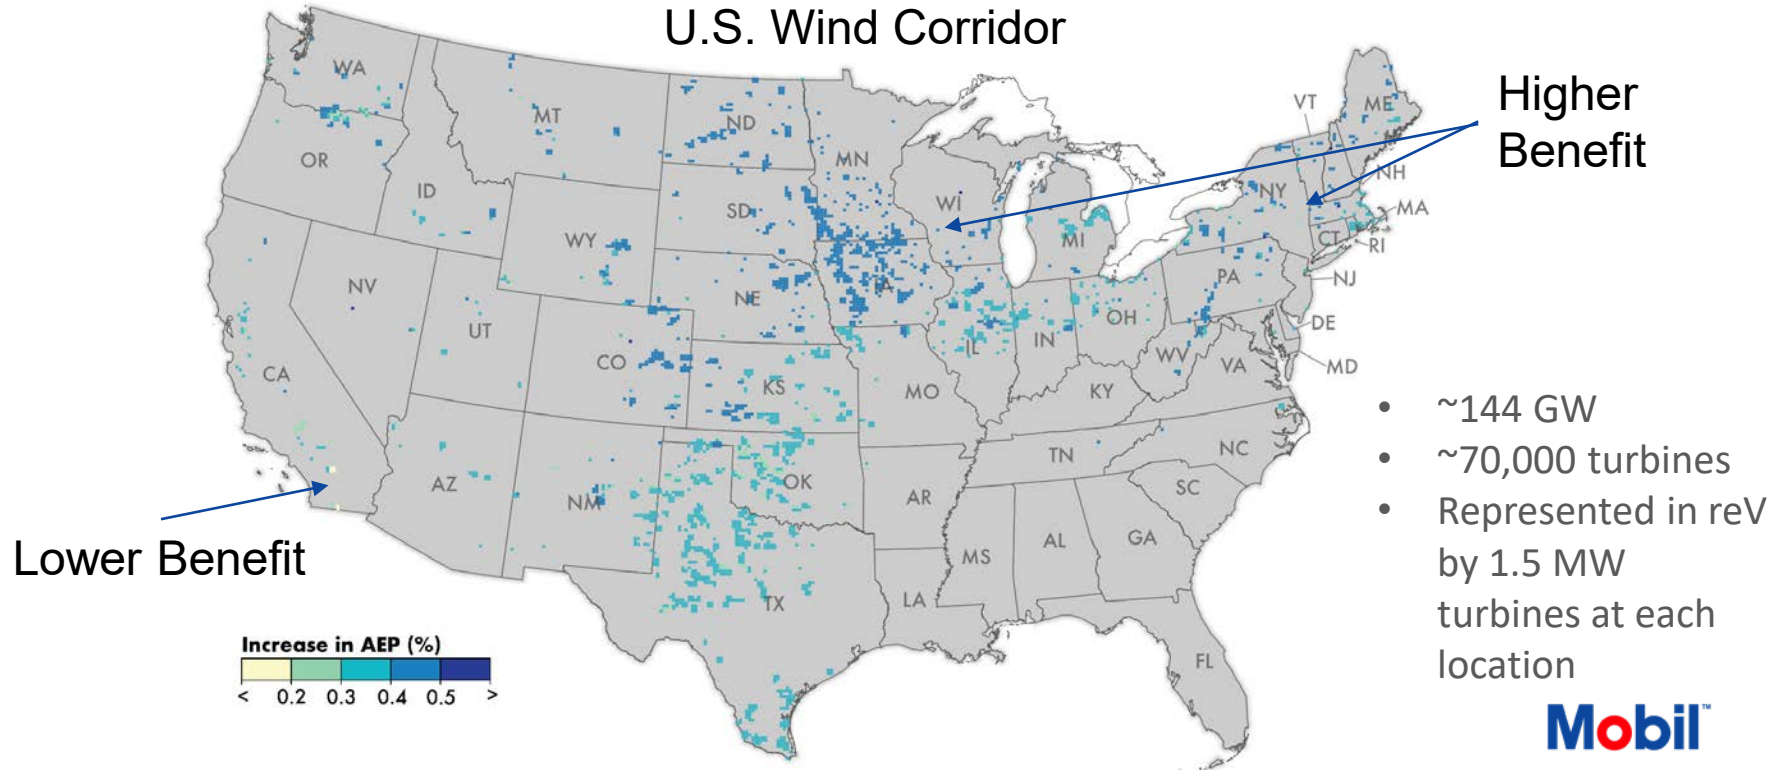 U.S. Wind Corridor
Higher
Benefit
WA
OR
ID
MT
ND
MN
SD
WY
WI
MI
VT
ME
NH
NY
MA
CT
RI
PA
NJ
NV
UT
NE
IA
IL
IN
OH
WV
VA
DE
MD
CA
CO
KS
MO
KY
TN
NC
SC
AZ
NM
OK
AR
MS
AL
GA
TX
LA
FL
Lower Benefit
• ~144 GW
• ~70,000 turbines
• Represented in reV
by 1.5 MW
turbines at each
location
Increase in AEP (%)
< 0.2 0.3 0.4 0.5 >
Mobil™